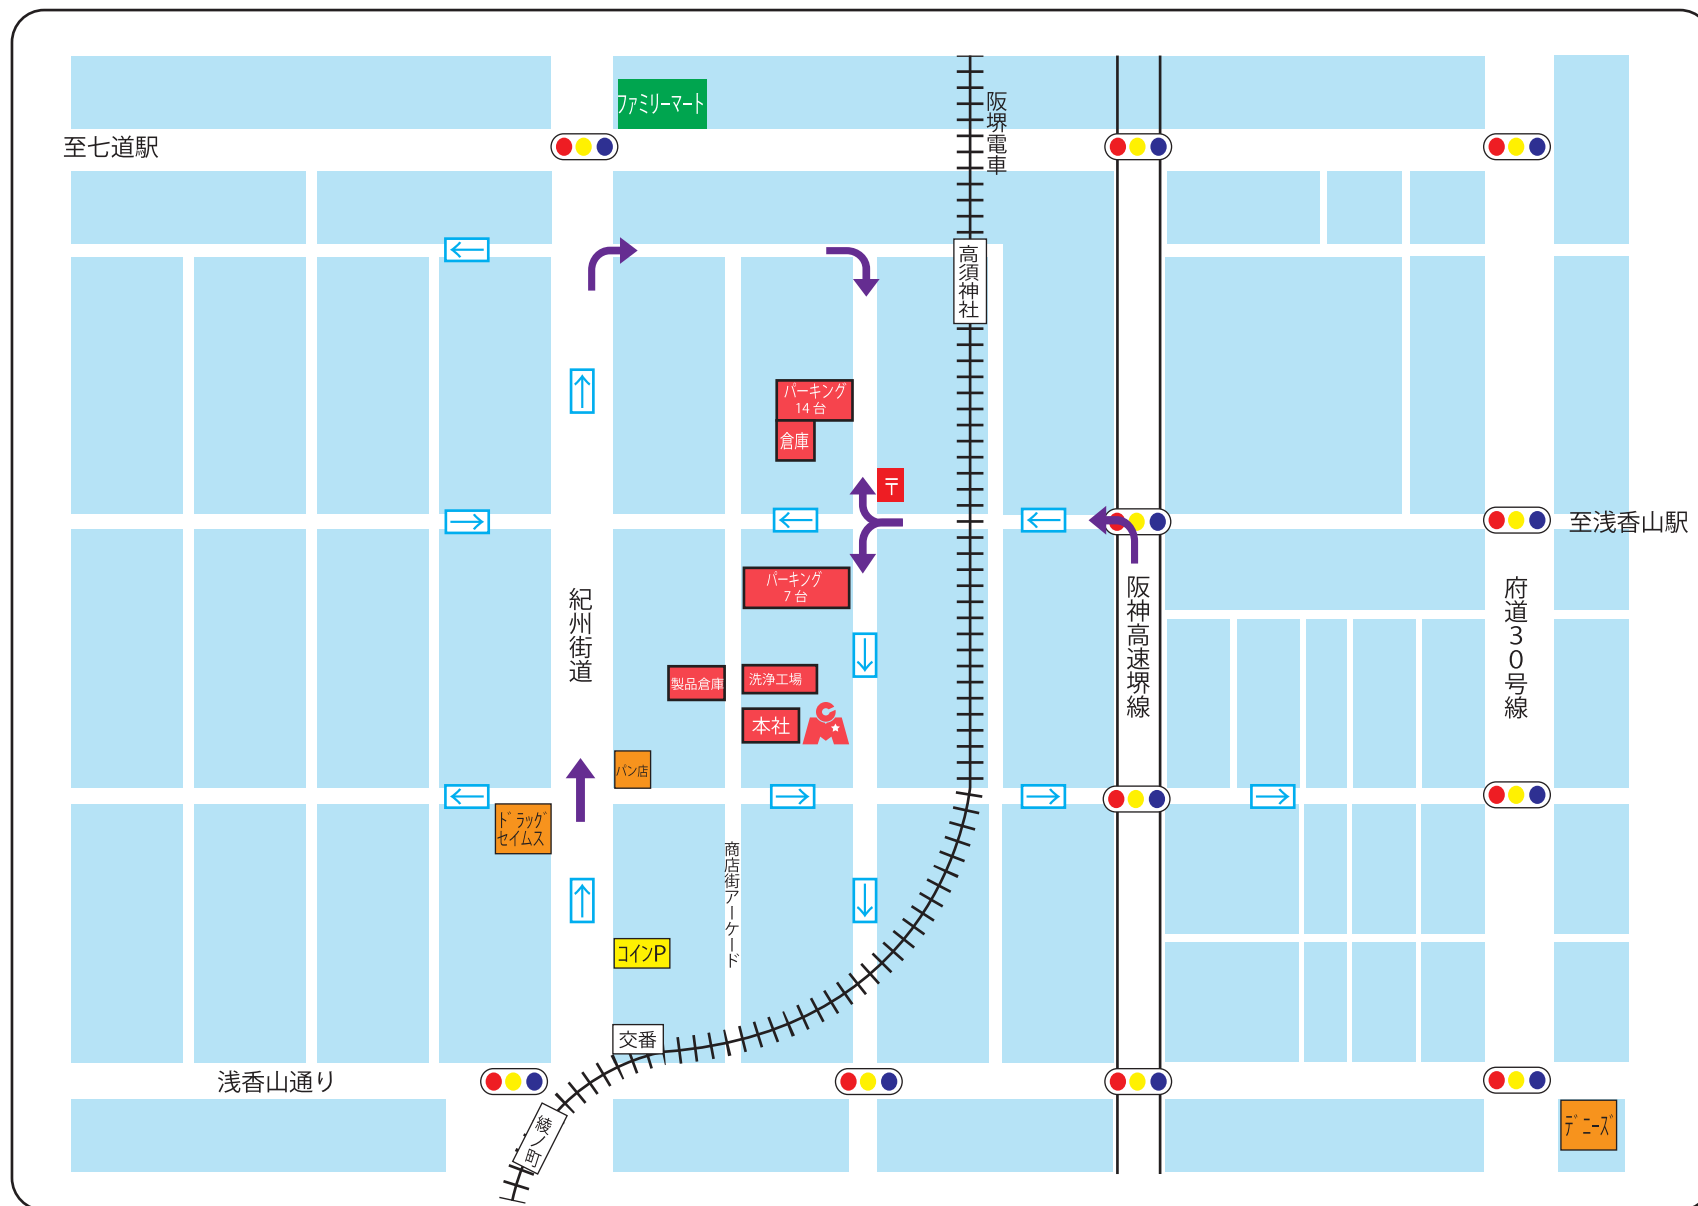 ファミリーマート
阪堺電車
至七道駅
高須神社
パーキング
14 台
倉庫
〒
至浅香山駅
パーキング
7 台
紀州街道
阪神高速堺線
府道30号線
製品倉庫
洗浄工場
本社
パン店
ドラッグ
セイムス
商店街アーケード
コインP
交番
浅香山通り
綾ノ町
デニーズ